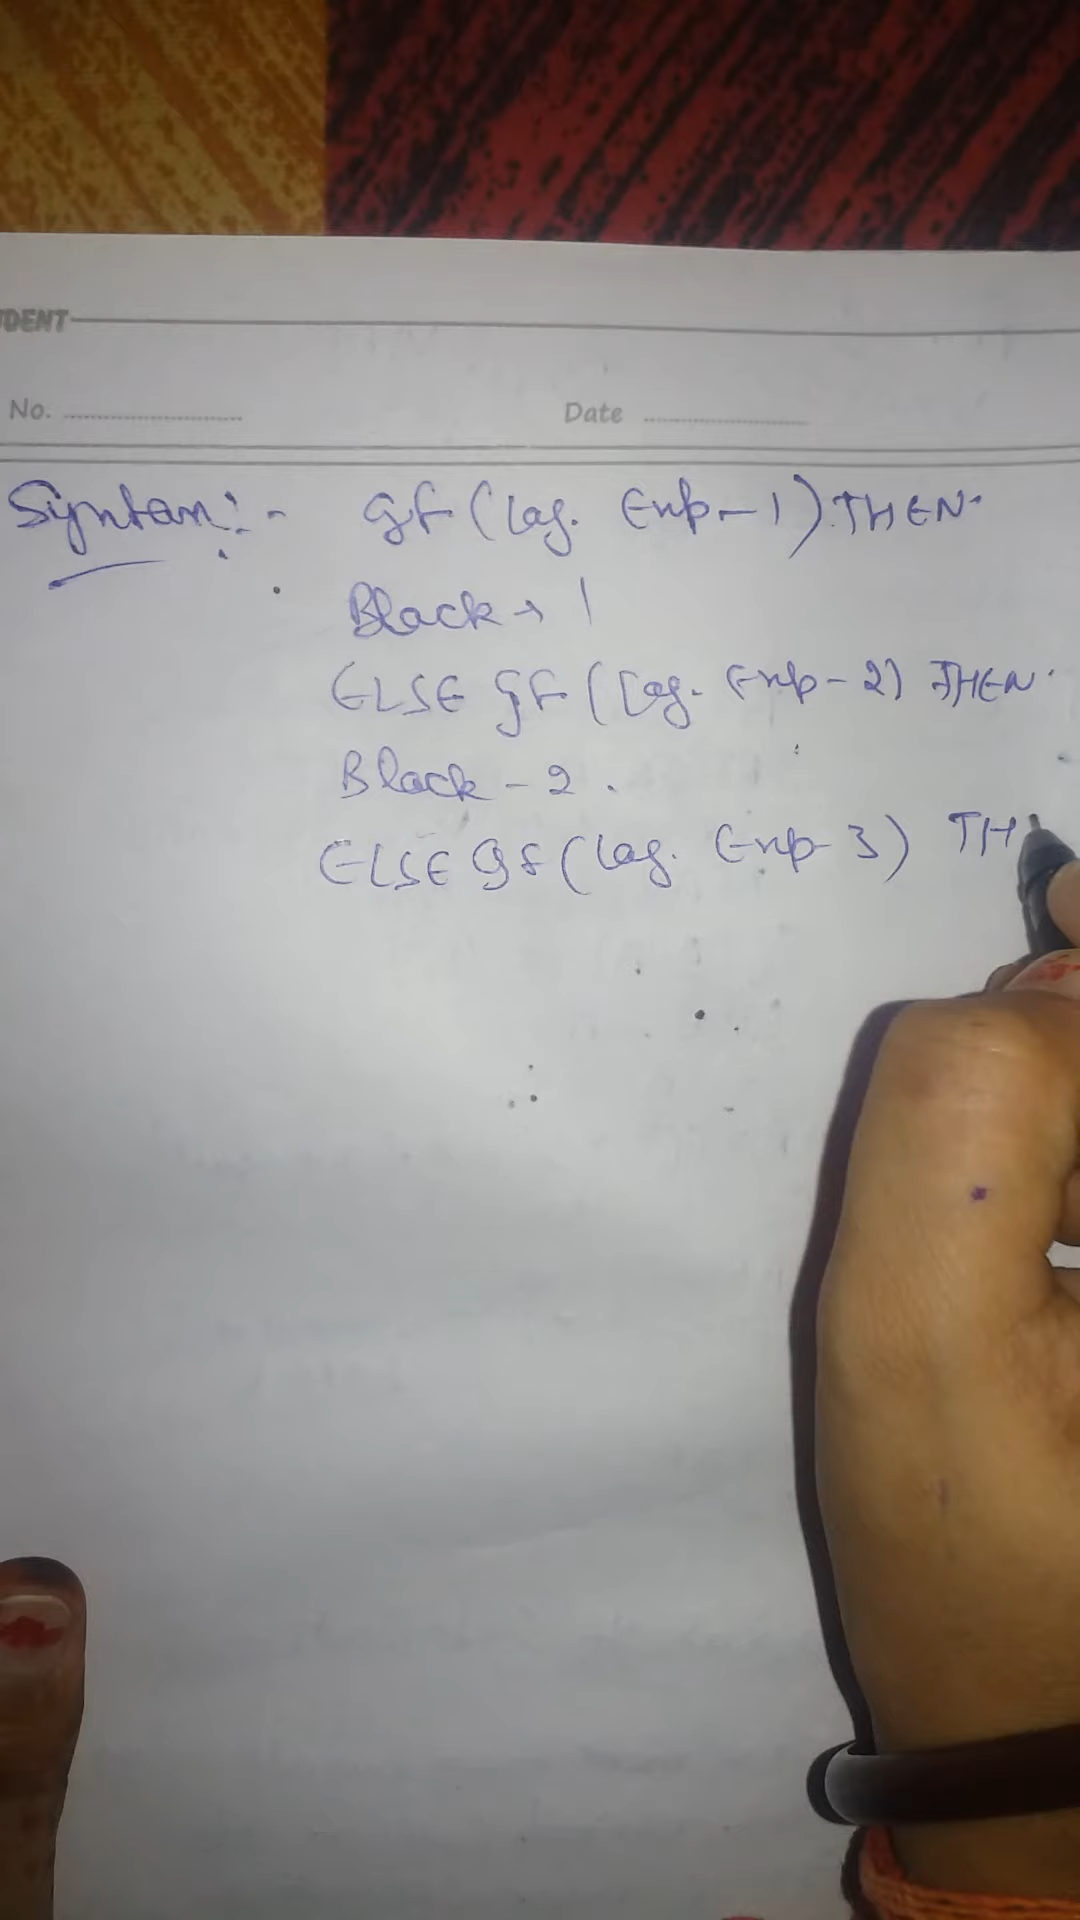 UDENT
No. Date
Syntax:- IF (Log. Exp-1) THEN
Block → 1
ELSE IF (Log. Exp-2) THEN
Block - 2.
ELSE IF (Log. Exp-3) TH